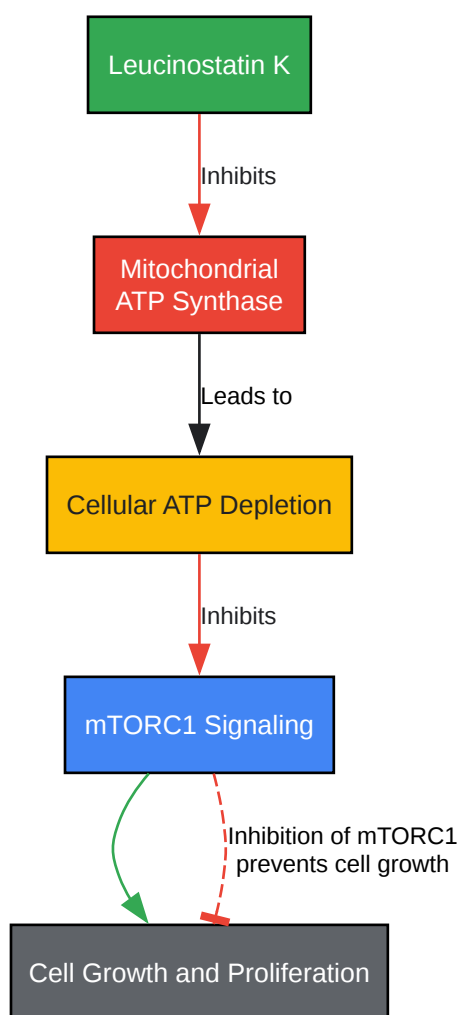 Leucinostatin K
Inhibits
Mitochondrial
ATP Synthase
Leads to
Cellular ATP Depletion
Inhibits
mTORC1 Signaling
Inhibition of mTORC1
prevents cell growth
Cell Growth and Proliferation